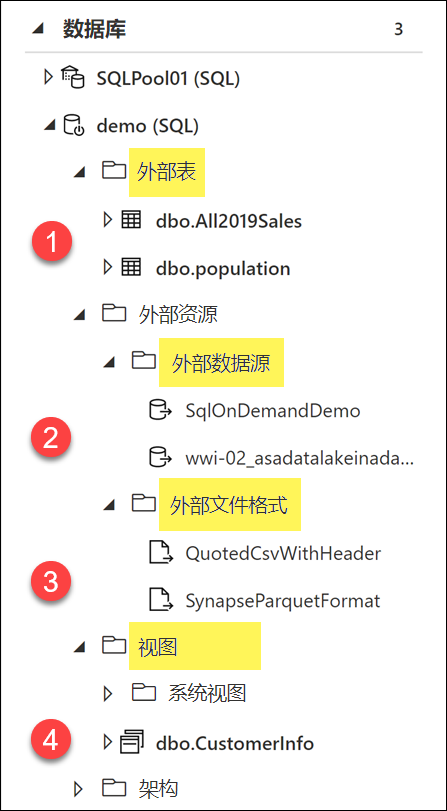 数据库 3
SQLPool01 (SQL)
demo (SQL)
外部表
1
dbo.All2019Sales
dbo.population
外部资源
外部数据源
2
SqlOnDemandDemo
wwi-02_asadatalakeinada...
外部文件格式
QuotedCsvWithHeader
3
SynapseParquetFormat
视图
系统视图
4 dbo.CustomerInfo
架构